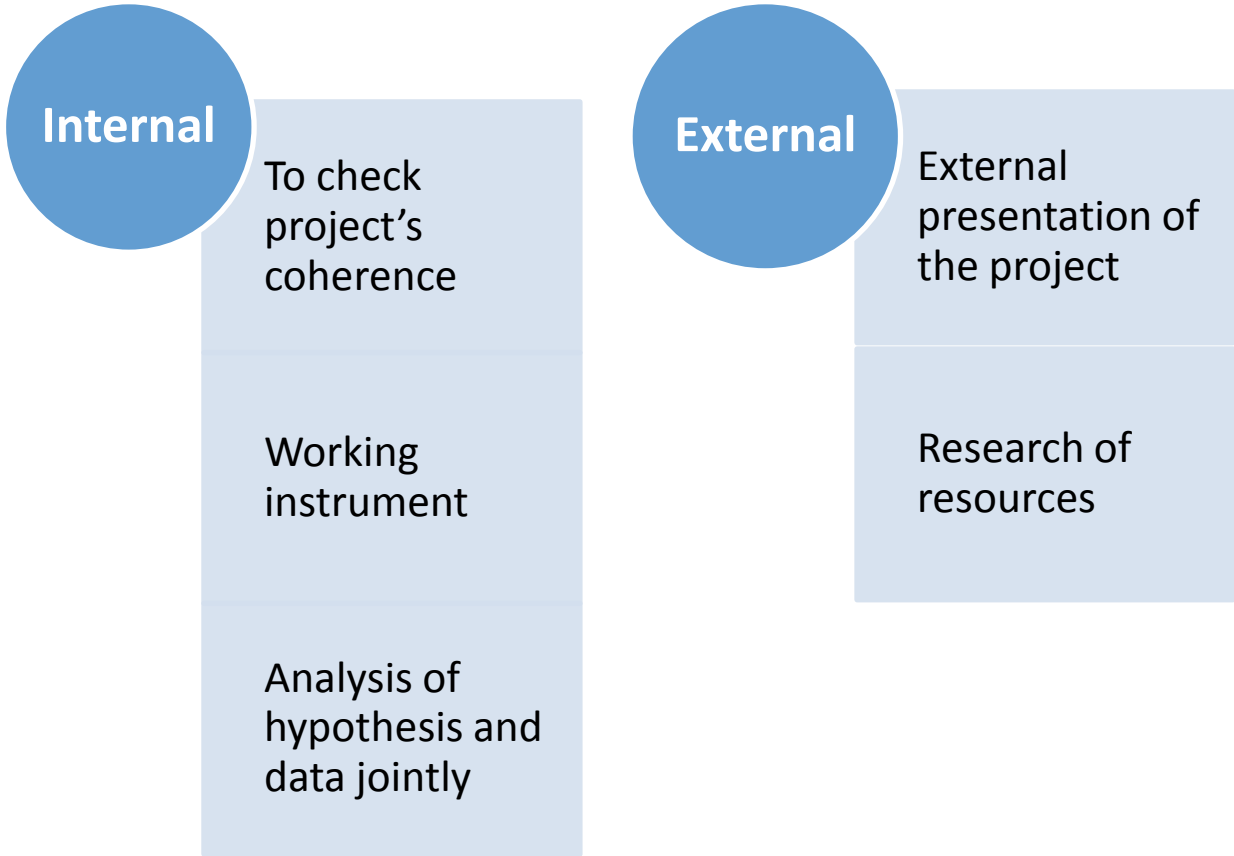 Internal
To check
project’s
coherence
Working
instrument
Analysis of
hypothesis and
data jointly
External
External
presentation of
the project
Research of
resources